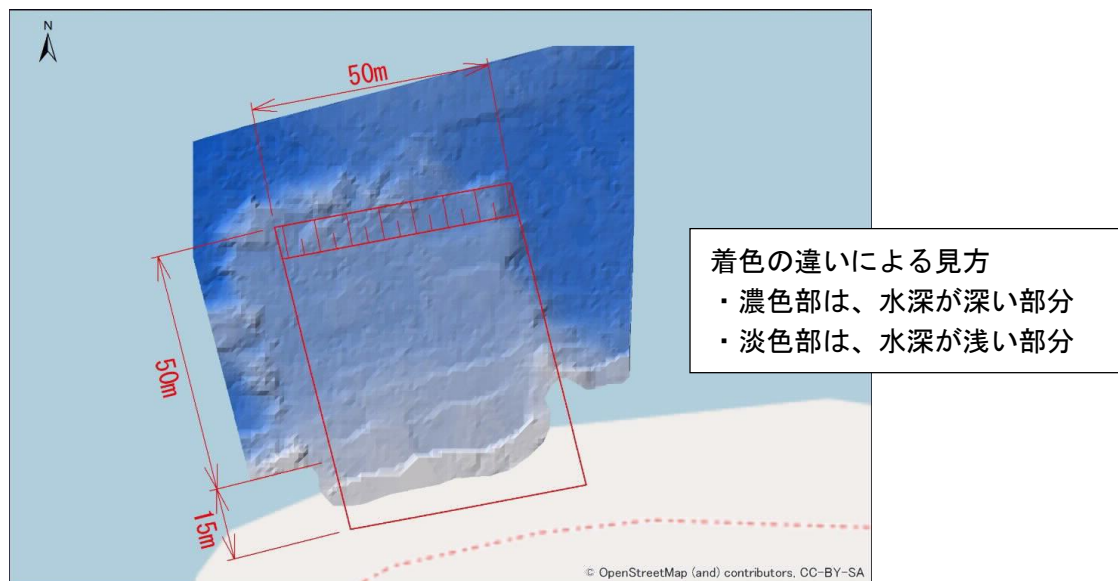 N
50m
50m
15m
着色の違いによる見方
・濃色部は、水深が深い部分
・淡色部は、水深が浅い部分
© OpenStreetMap (and) contributors, CC-BY-SA